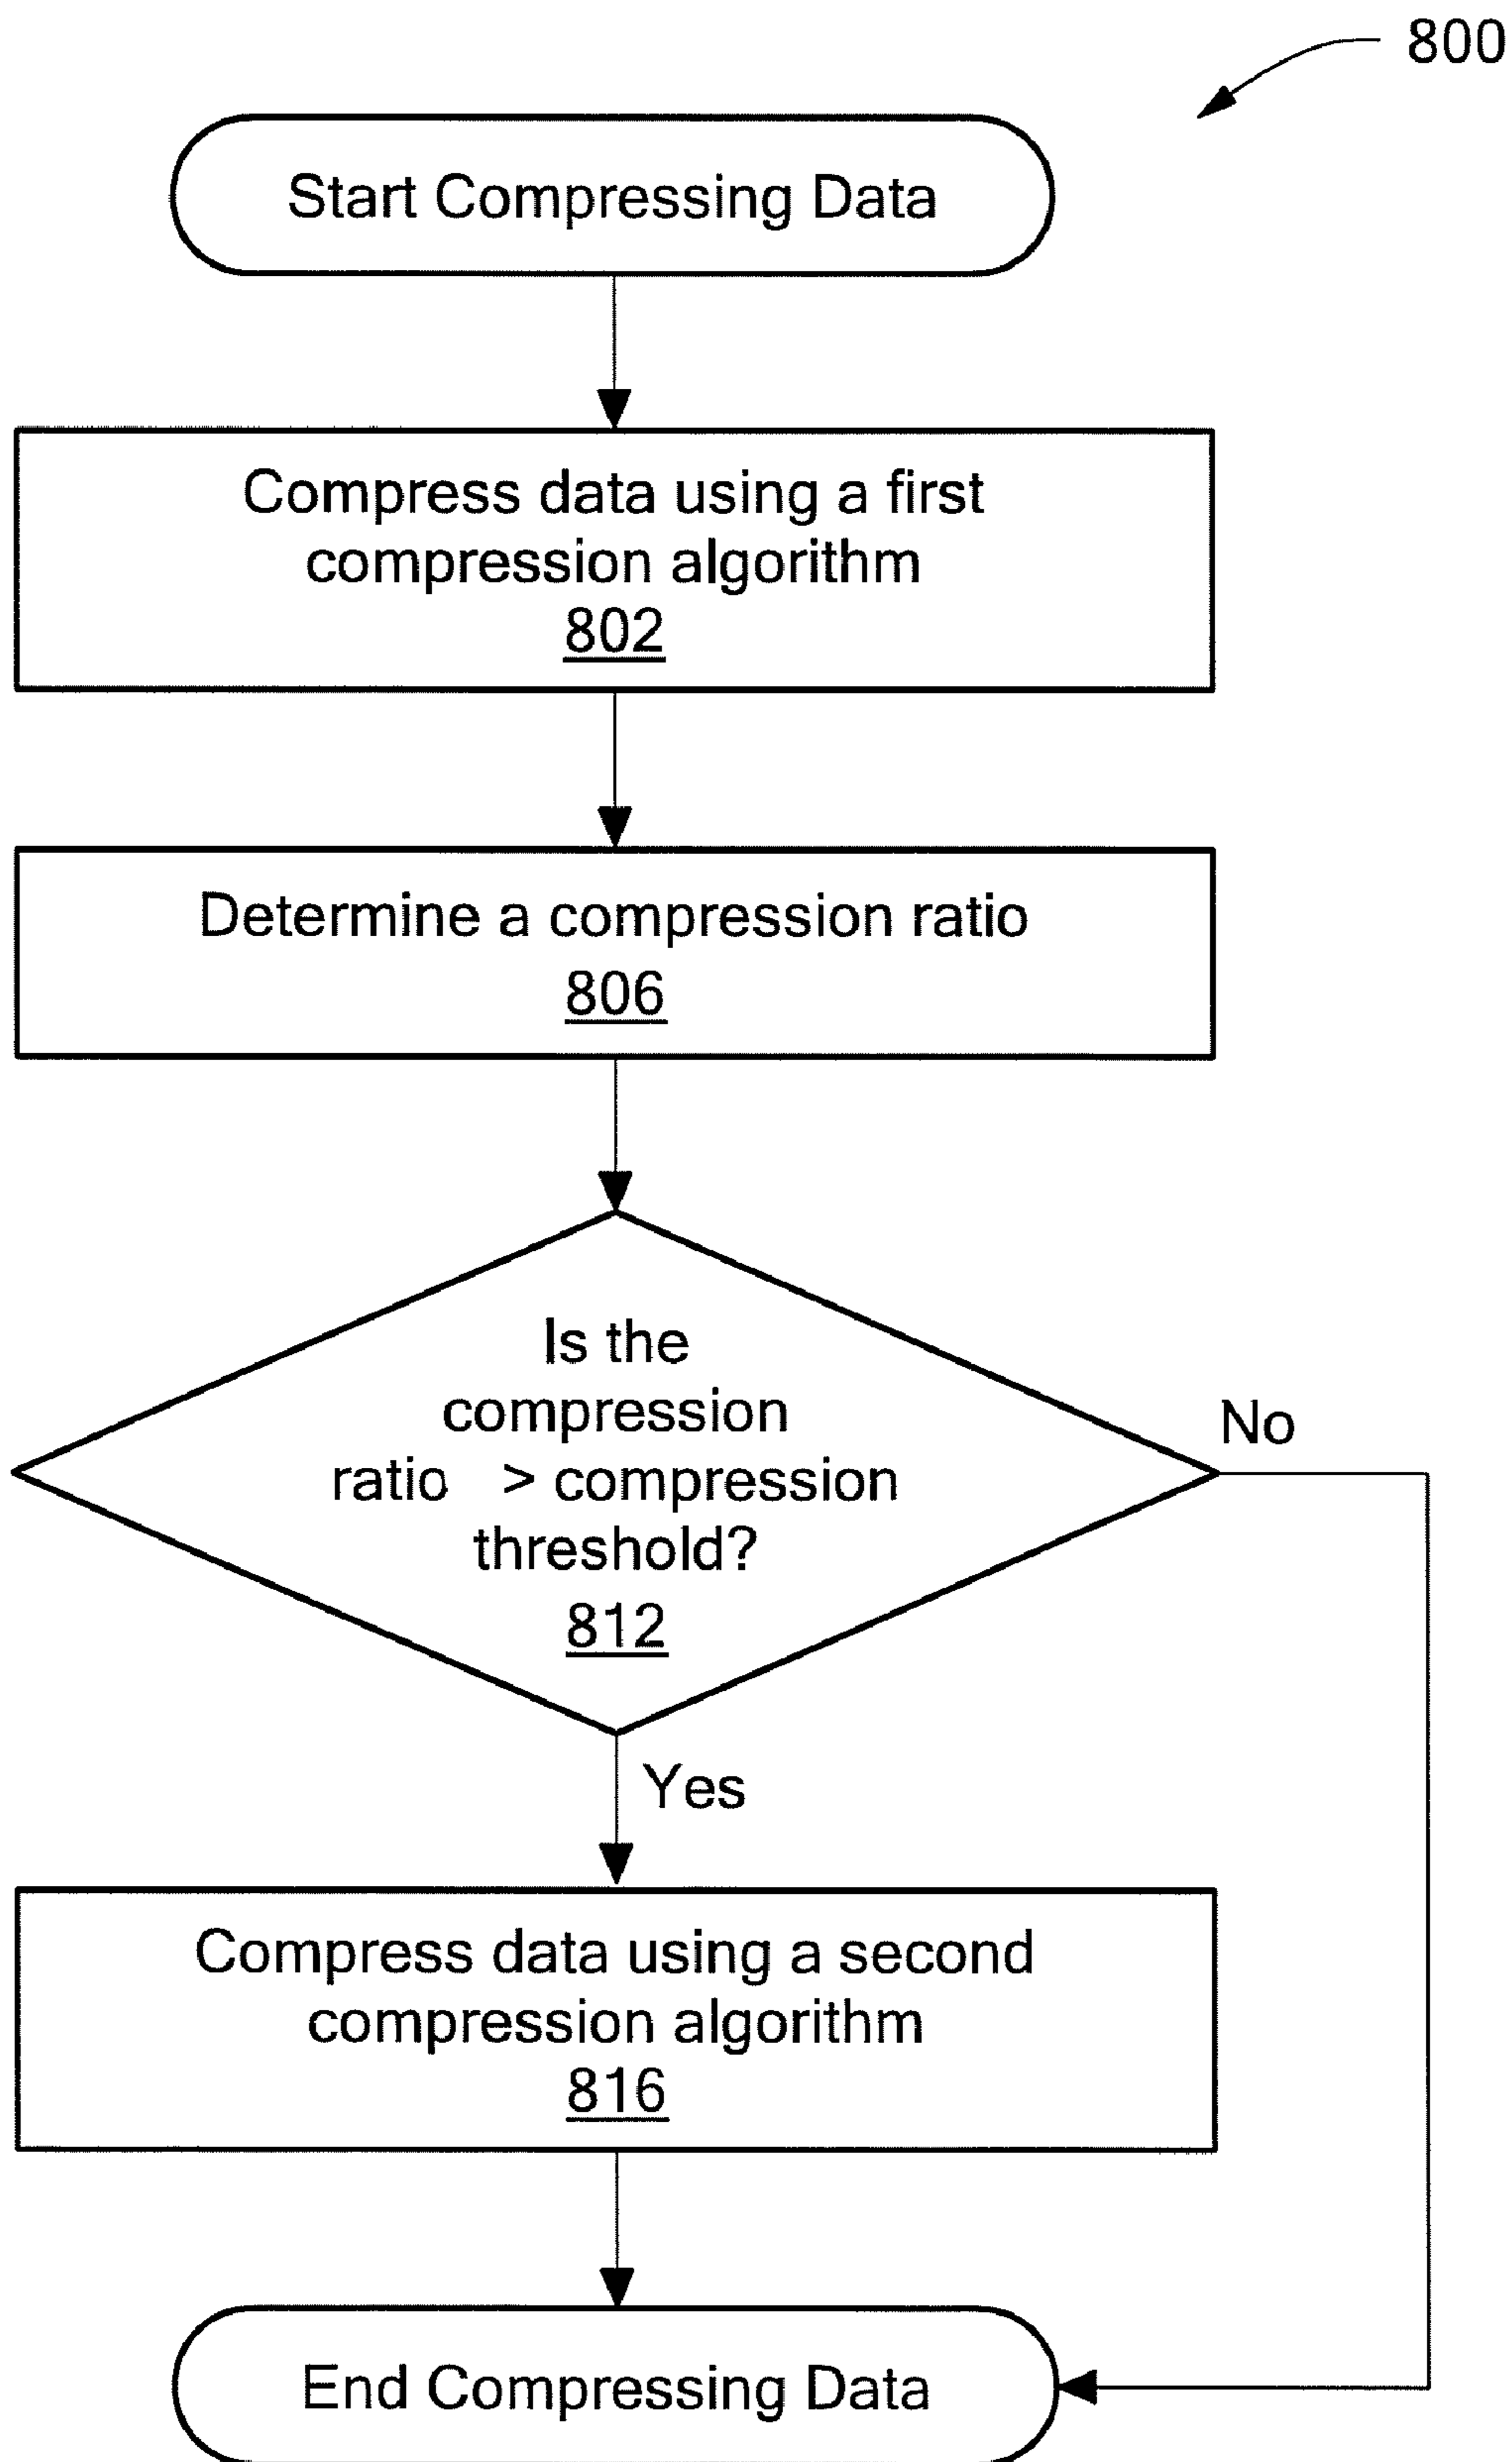 800
Start Compressing Data
Compress data using a first
compression algorithm
802
Determine a compression ratio
806
Is the
compression
ratio > compression
threshold?
812
No
Yes
Compress data using a second
compression algorithm
816
End Compressing Data